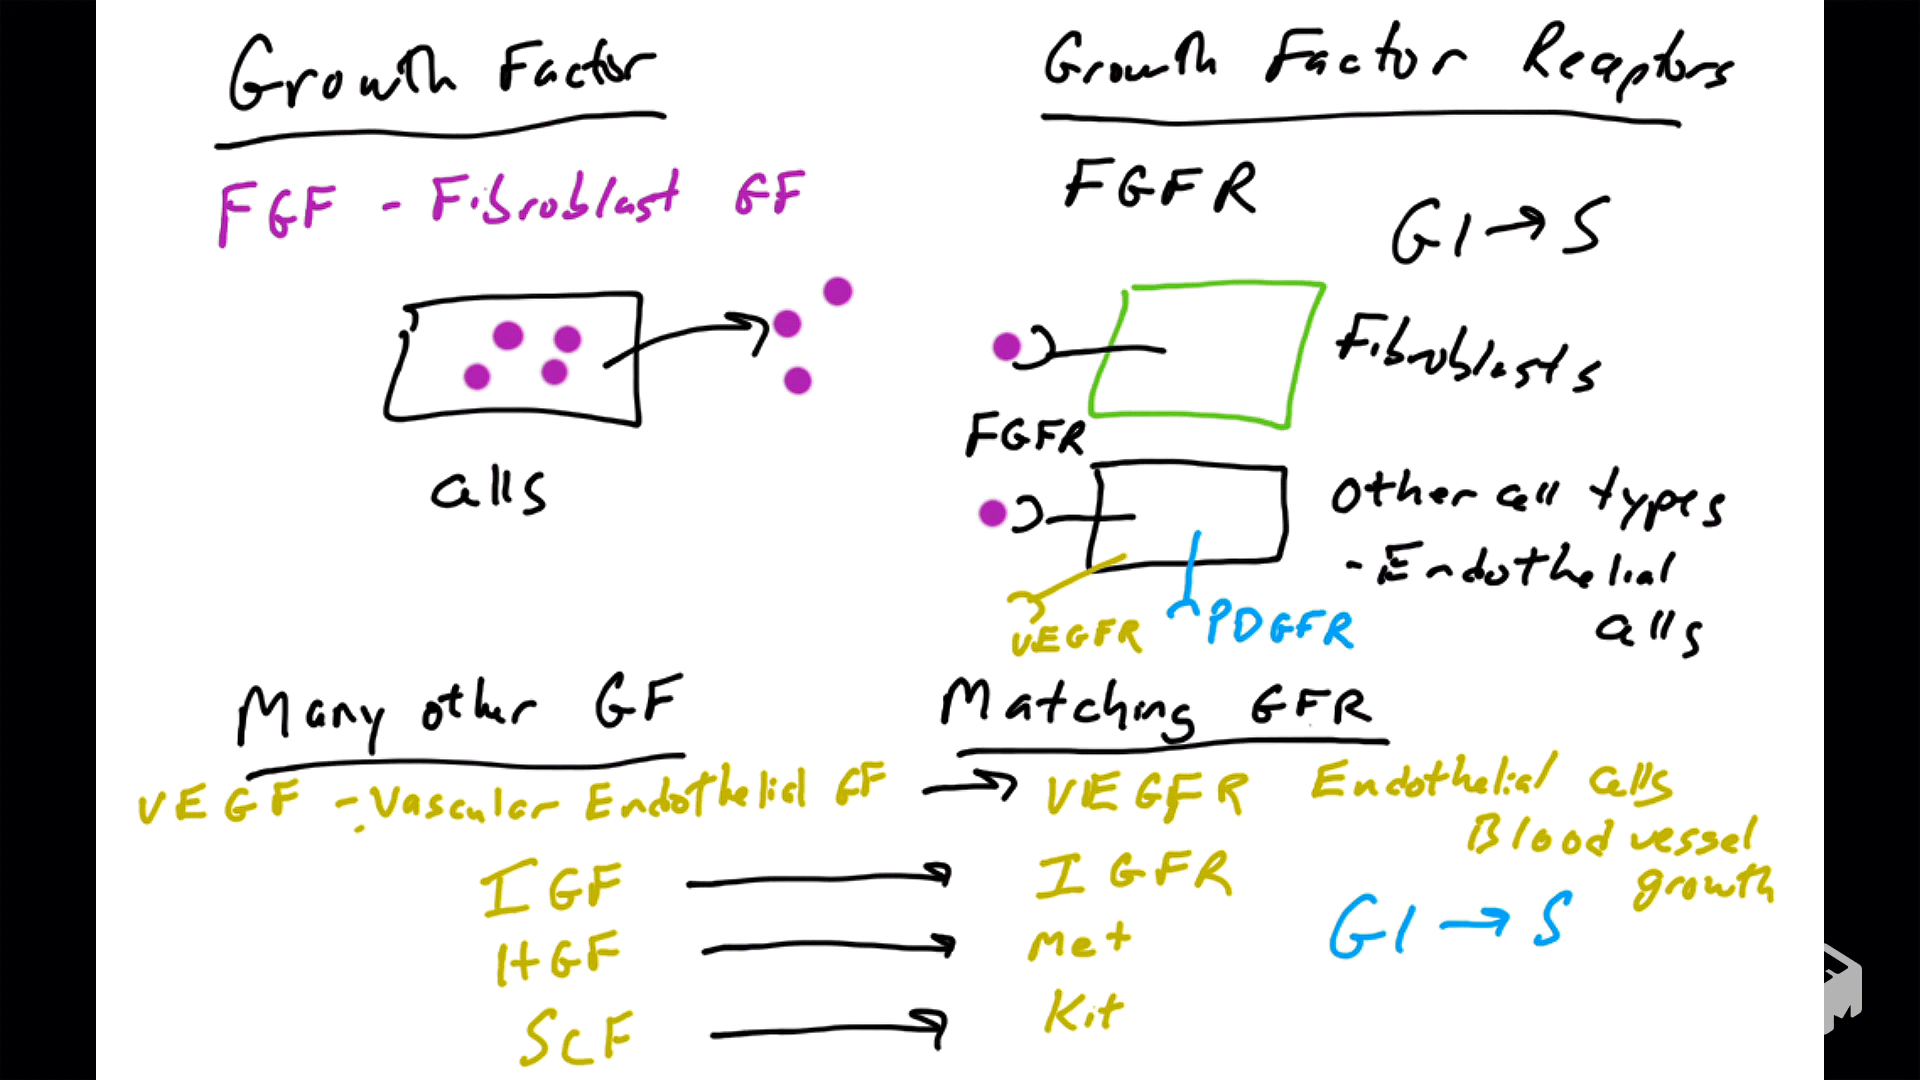 Growth Factor
Growth Factor Receptors
FGF - Fibroblast GF
FGFR
G1 → S
Fibroblasts
FGFR
cells
Other cell types
- Endothelial
cells
VEGFR
PDGFR
Many other GF
Matching GFR
VEGF - Vascular Endothelial GF → VEGFR
Endothelial cells
Blood vessel
growth
IGF → IGFR
G1 → S
HGF → Met
SCF → Kit